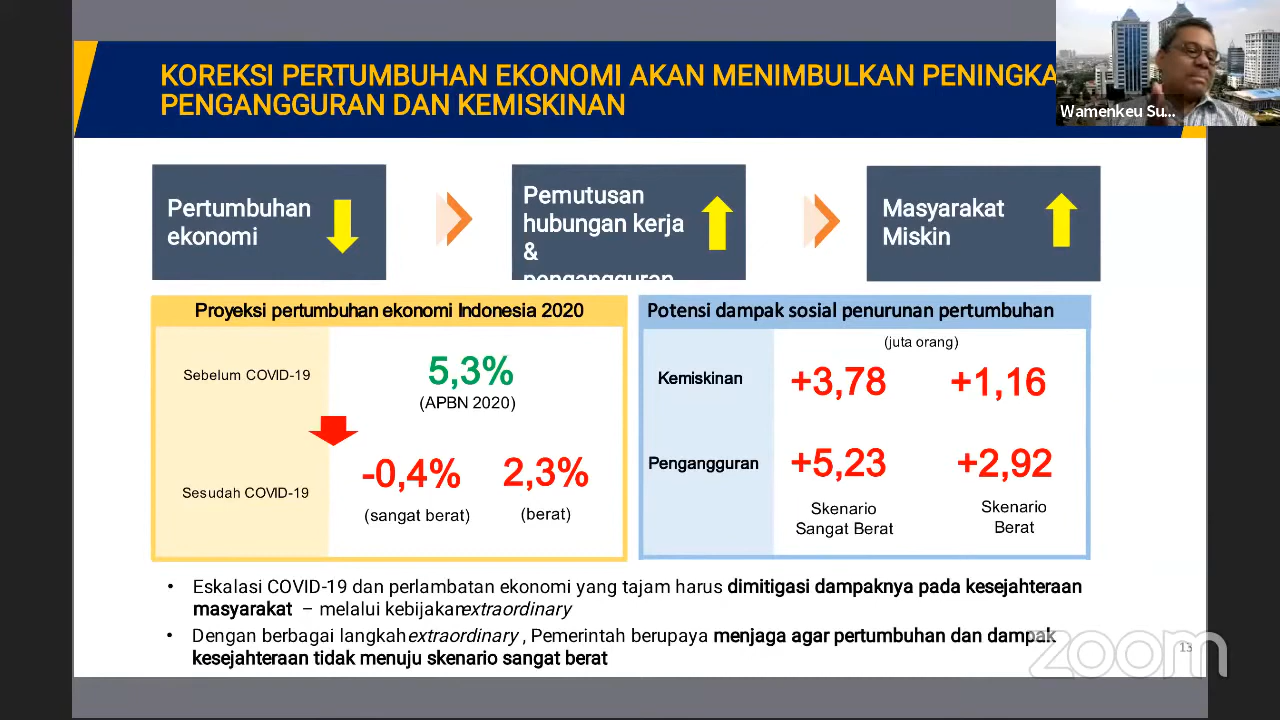 KOREKSI PERTUMBUHAN EKONOMI AKAN MENIMBULKAN PENINGKA
PENGANGGURAN DAN KEMISKINAN
Wamenkeu Su...
Pertumbuhan
ekonomi
Pemutusan
hubungan kerja
&
pengangguran
Masyarakat
Miskin
Proyeksi pertumbuhan ekonomi Indonesia 2020
Sebelum COVID-19
5,3%
(APBN 2020)
Sesudah COVID-19
-0,4%
2,3%
(sangat berat)
(berat)
Potensi dampak sosial penurunan pertumbuhan
(juta orang)
Kemiskinan
+3,78
+1,16
Pengangguran
+5,23
+2,92
Skenario
Sangat Berat
Skenario
Berat
• Eskalasi COVID-19 dan perlambatan ekonomi yang tajam harus dimitigasi dampaknya pada kesejahteraan
masyarakat – melalui kebijakan extraordinary
• Dengan berbagai langkah extraordinary , Pemerintah berupaya menjaga agar pertumbuhan dan dampak
kesejahteraan tidak menuju skenario sangat berat
zoom
13